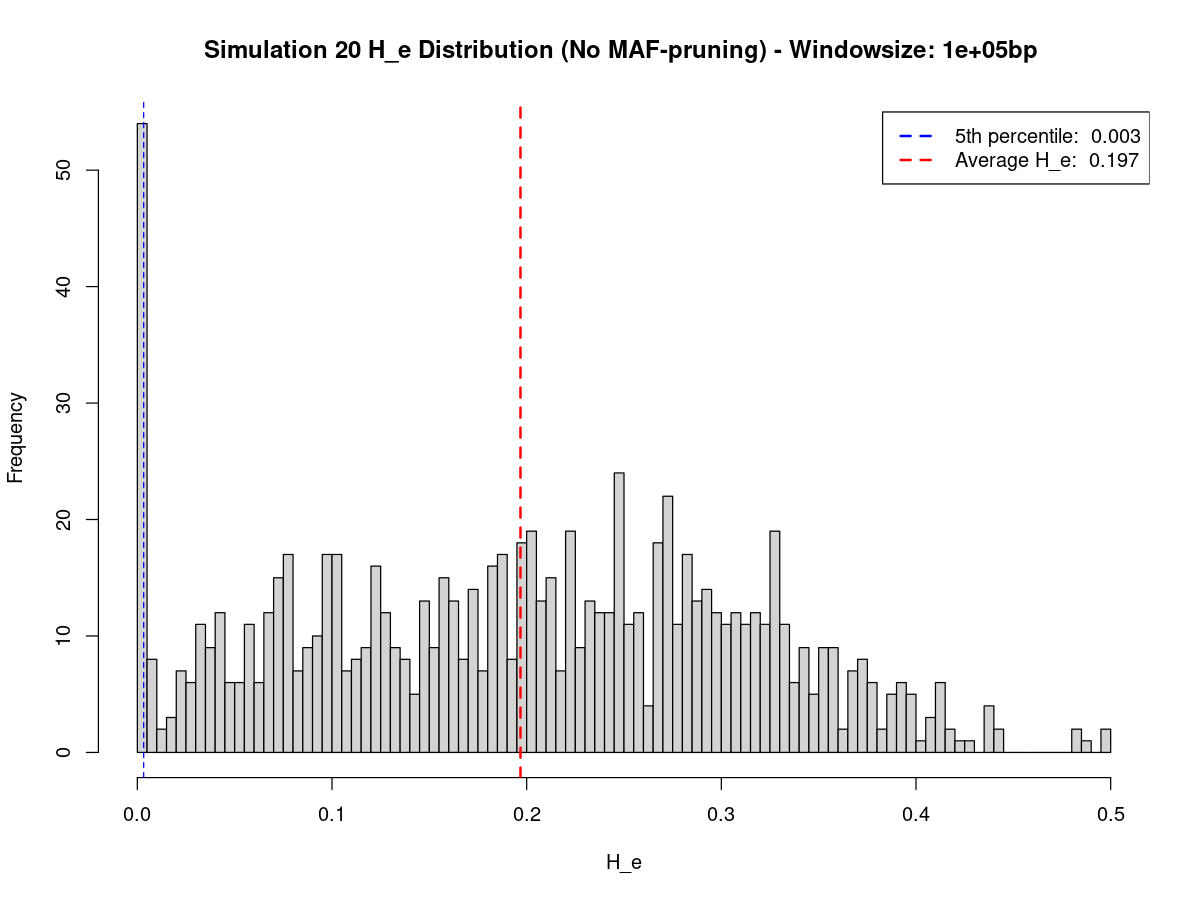 Simulation 20 H_e Distribution (No MAF-pruning) - Windowsize: 1e+05bp
5th percentile: 0.003
Average H_e: 0.197
Frequency
50
40
30
20
10
0
0.0 0.1 0.2 0.3 0.4 0.5
H_e